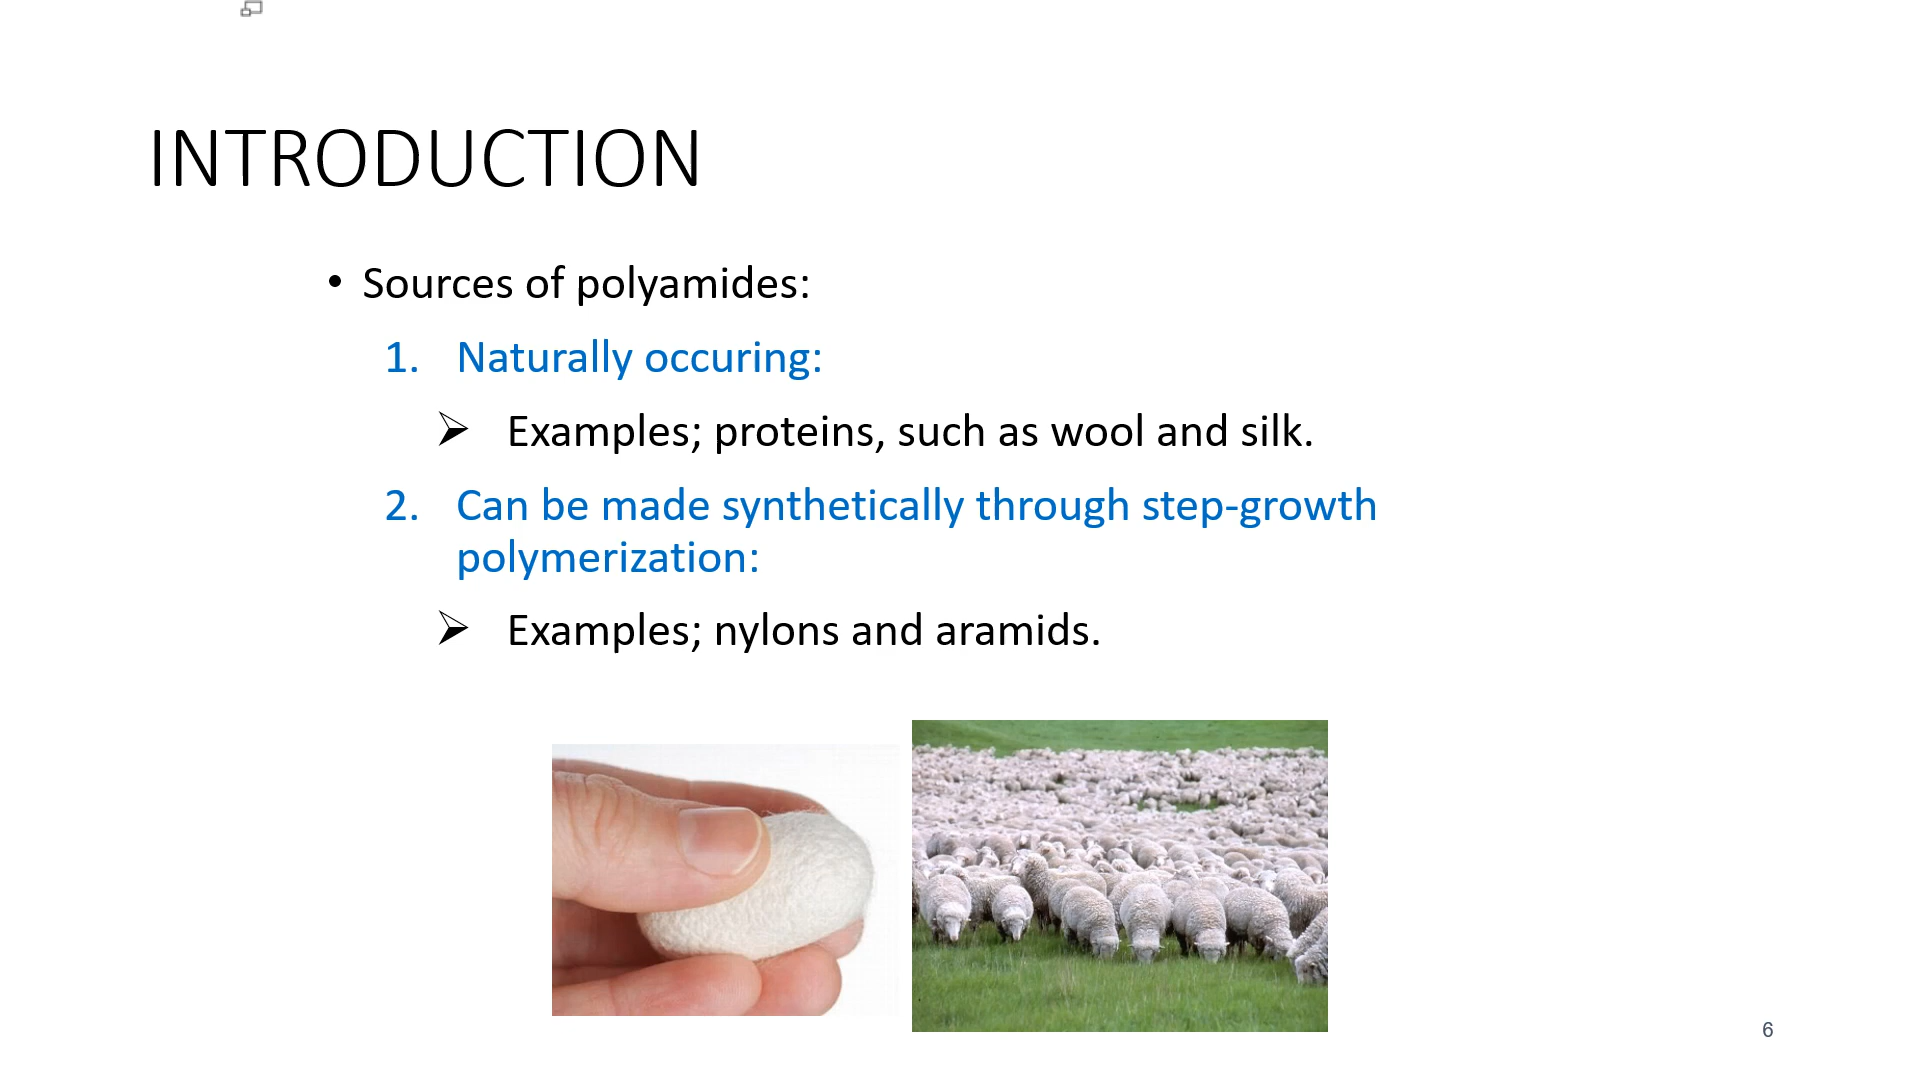 INTRODUCTION
• Sources of polyamides:
1. Naturally occuring:
➢ Examples; proteins, such as wool and silk.
2. Can be made synthetically through step-growth
polymerization:
➢ Examples; nylons and aramids.
6